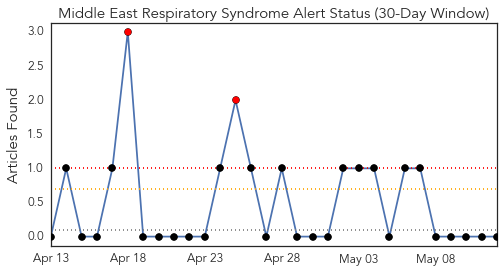 Middle East Respiratory Syndrome Alert Status (30-Day Window)
Articles Found
3.0
2.5
2.0
1.5
1.0
0.5
0.0
Apr 13 Apr 18 Apr 23 Apr 28 May 03 May 08